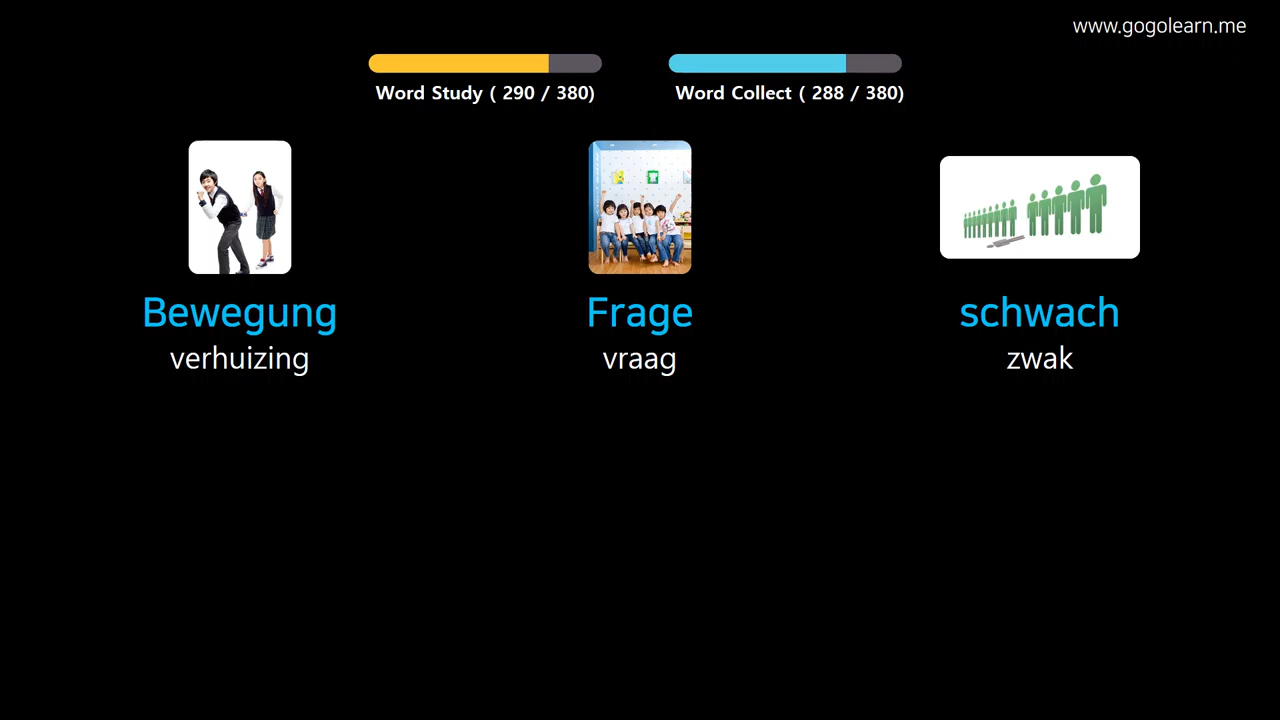 www.gogolearn.me
Word Study ( 290 / 380)
Word Collect ( 288 / 380)
Bewegung
verhuizing
Frage
vraag
schwach
zwak